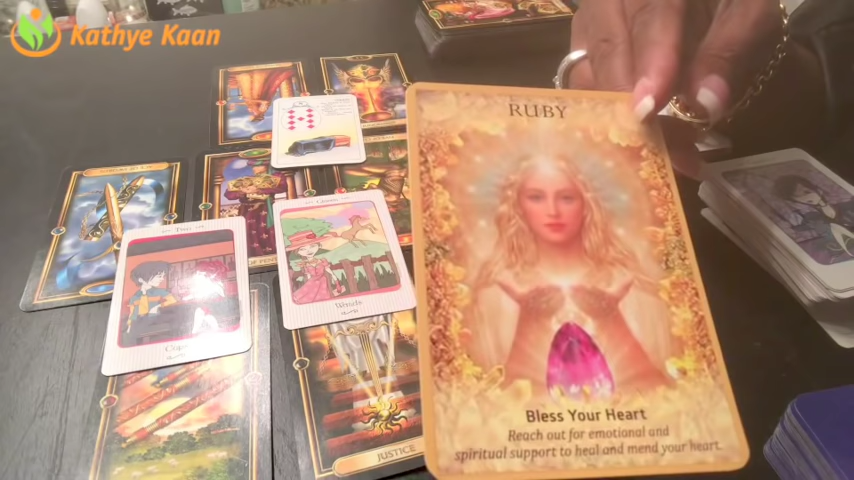 Kathye Kaan
RUBY
Bless Your Heart
Reach out for emotional and
spiritual support to heal and mend your heart.
Two
Cups
Queen
Wands
JUSTICE